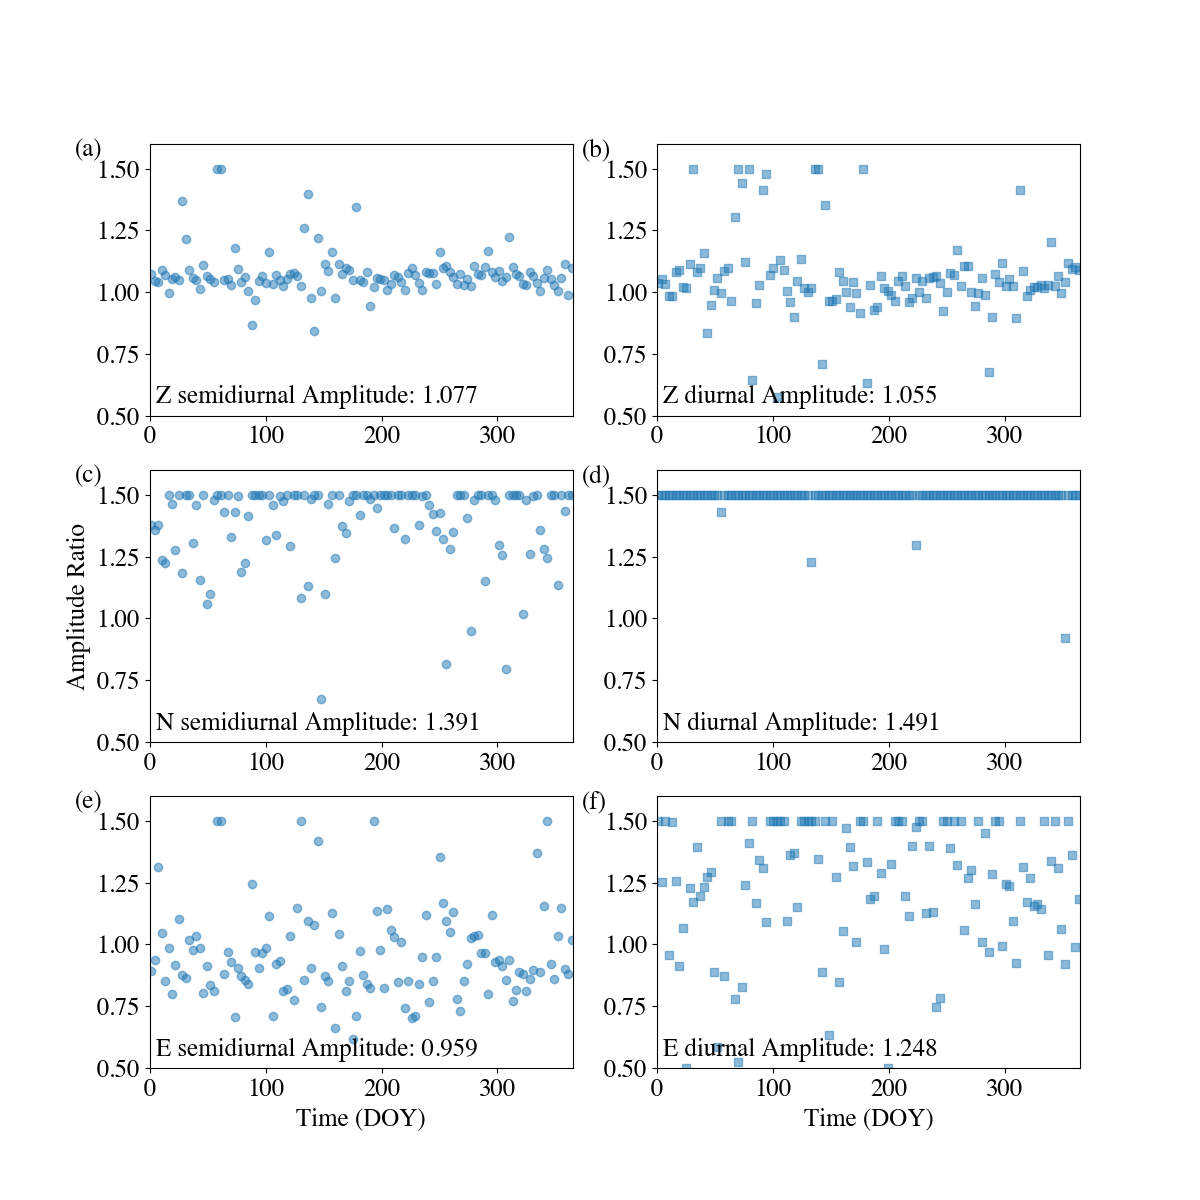 (a)
1.50
1.25
1.00
0.75
0.50
Z semidiurnal Amplitude: 1.077
0 100 200 300
(b)
1.50
1.25
1.00
0.75
0.50
Z diurnal Amplitude: 1.055
0 100 200 300
Amplitude Ratio
(c)
1.50
1.25
1.00
0.75
0.50
N semidiurnal Amplitude: 1.391
0 100 200 300
(d)
1.50
1.25
1.00
0.75
0.50
N diurnal Amplitude: 1.491
0 100 200 300
(e)
1.50
1.25
1.00
0.75
0.50
E semidiurnal Amplitude: 0.959
0 100 200 300
Time (DOY)
(f)
1.50
1.25
1.00
0.75
0.50
E diurnal Amplitude: 1.248
0 100 200 300
Time (DOY)